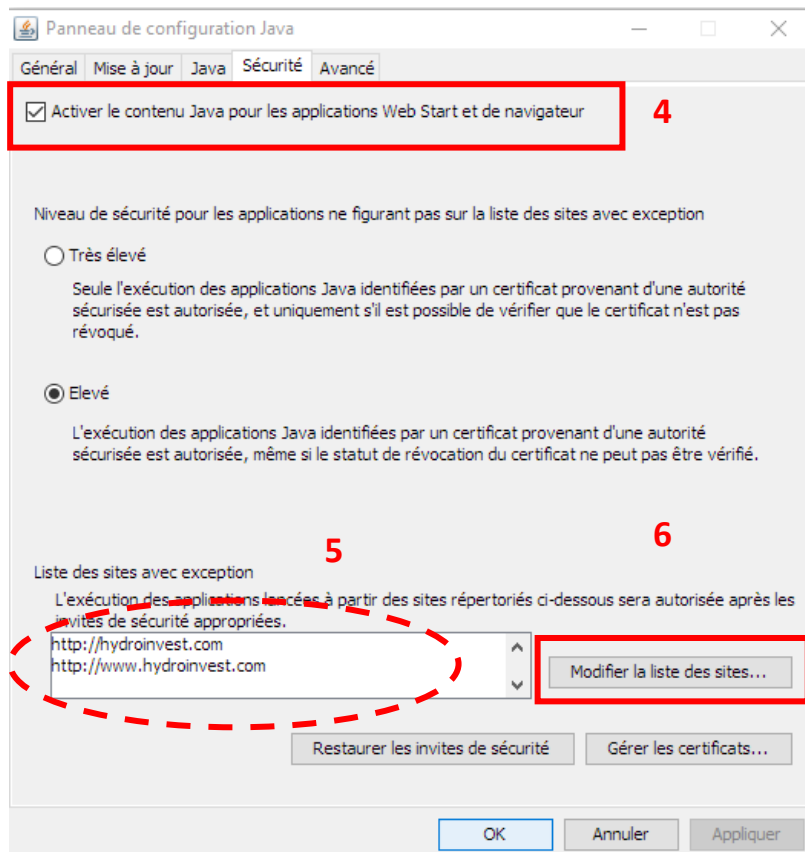 Panneau de configuration Java
Général Mise à jour Java Sécurité Avancé
Activer le contenu Java pour les applications Web Start et de navigateur
4
Niveau de sécurité pour les applications ne figurant pas sur la liste des sites avec exception
Très élevé
Seule l'exécution des applications Java identifiées par un certificat provenant d'une autorité
sécurisée est autorisée, et uniquement s'il est possible de vérifier que le certificat n'est pas
révoqué.
Elevé
L'exécution des applications Java identifiées par un certificat provenant d'une autorité
sécurisée est autorisée, même si le statut de révocation du certificat ne peut pas être vérifié.
5
6
Liste des sites avec exception
L'exécution des applications lancées à partir des sites répertoriés ci-dessous sera autorisée après les
invites de sécurité appropriées.
http://hydroinvest.com
http://www.hydroinvest.com
Modifier la liste des sites...
Restaurer les invites de sécurité
Gérer les certificats...
OK
Annuler
Appliquer